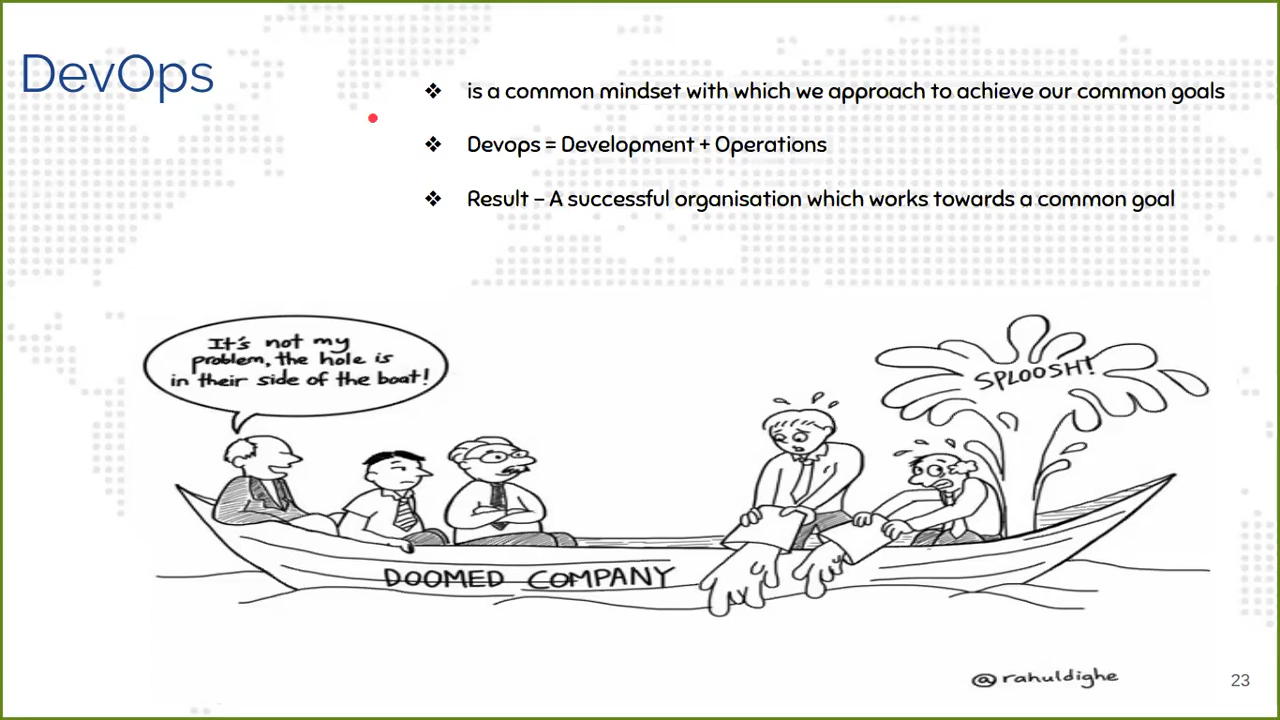 DevOps
❖ is a common mindset with which we approach to achieve our common goals
❖ Devops = Development + Operations
❖ Result – A successful organisation which works towards a common goal
It's not my
problem, the hole is
in their side of the boat!
SPLOOSH!
DOOMED COMPANY
@rahuldighe
23